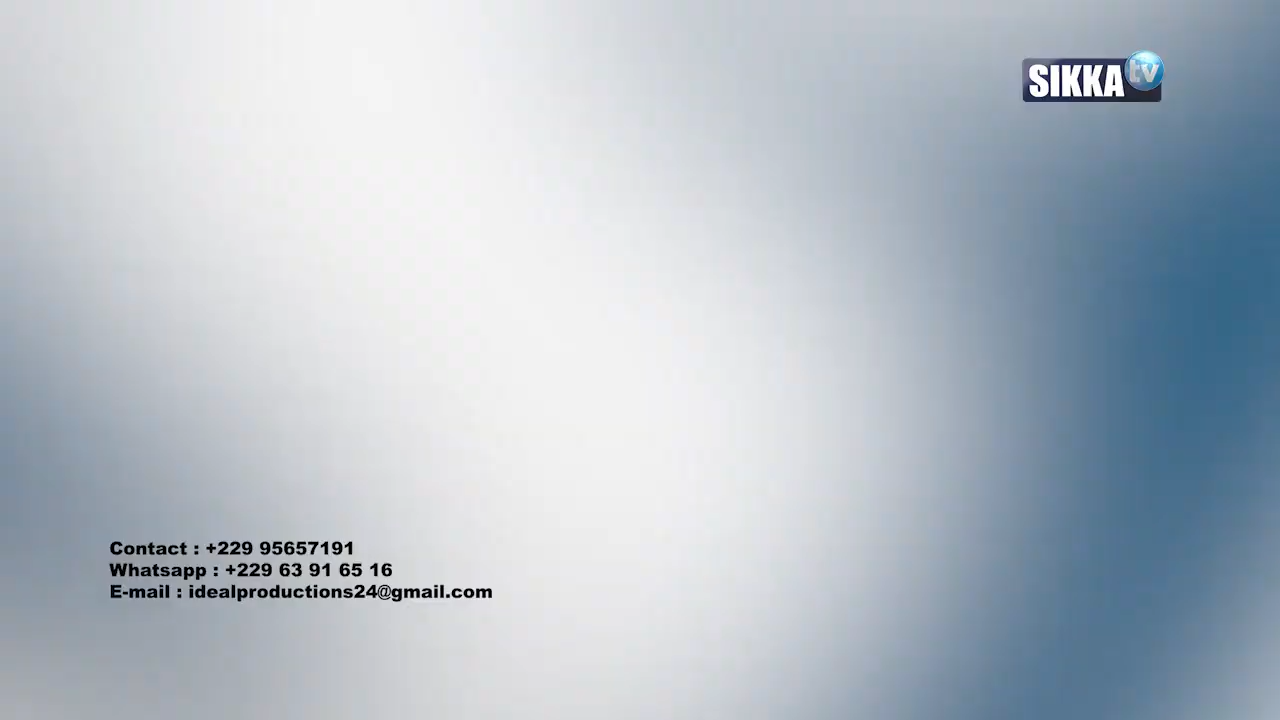 SIKKA tv
Contact : +229 95657191
Whatsapp : +229 63 91 65 16
E-mail : idealproductions24@gmail.com